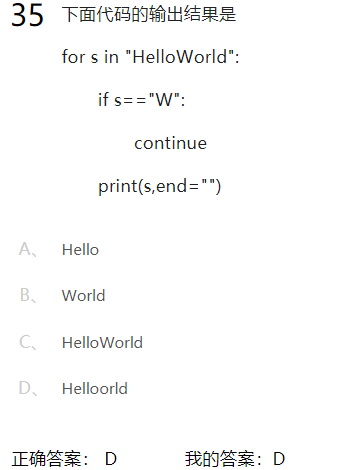 35 下面代码的输出结果是
for s in "HelloWorld":
if s=="W":
continue
print(s,end="")
A、 Hello
B、 World
C、 HelloWorld
D、 Helloorld
正确答案： D 我的答案：D